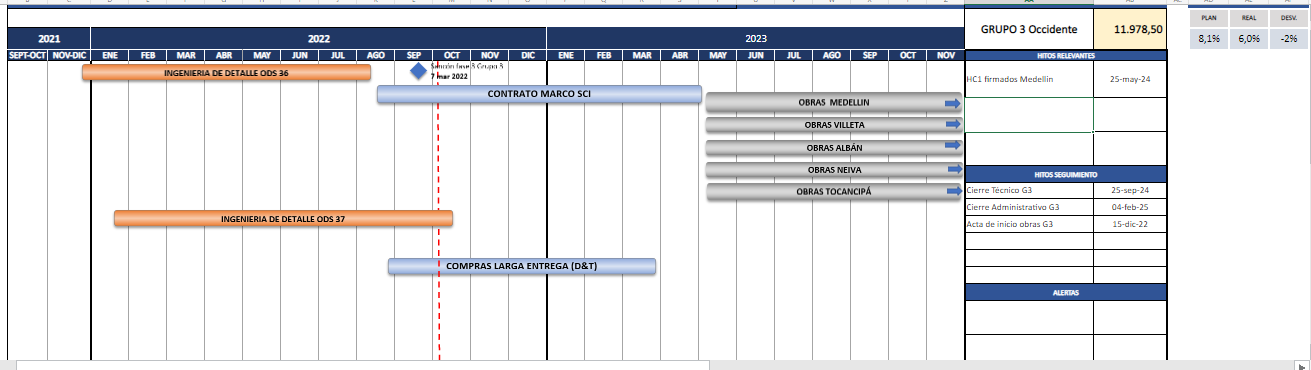 GRUPO 3 Occidente 11.978,50
PLAN REAL DESV.
8,1% 6,0% -2%
2021 2022 2023
SEPT-OCT NOV-DIC ENE FEB MAR ABR MAY JUN JUL AGO SEP OCT NOV DIC ENE FEB MAR ABR MAY JUN JUL AGO SEP OCT NOV
HITOS RELEVANTES
INGENIERIA DE DETALLE ODS 36
Sanción fase 3 Grupo 3
7 mar 2022
HC1 firmados Medellin 25-may-24
CONTRATO MARCO SCI
OBRAS MEDELLIN
OBRAS VILLETA
OBRAS ALBÁN
OBRAS NEIVA
HITOS SEGUIMIENTO
OBRAS TOCANCIPÁ
Cierre Técnico G3 25-sep-24
Cierre Administrativo G3 04-feb-25
INGENIERIA DE DETALLE ODS 37
Acta de inicio obras G3 15-dic-22
COMPRAS LARGA ENTREGA (D&T)
ALERTAS